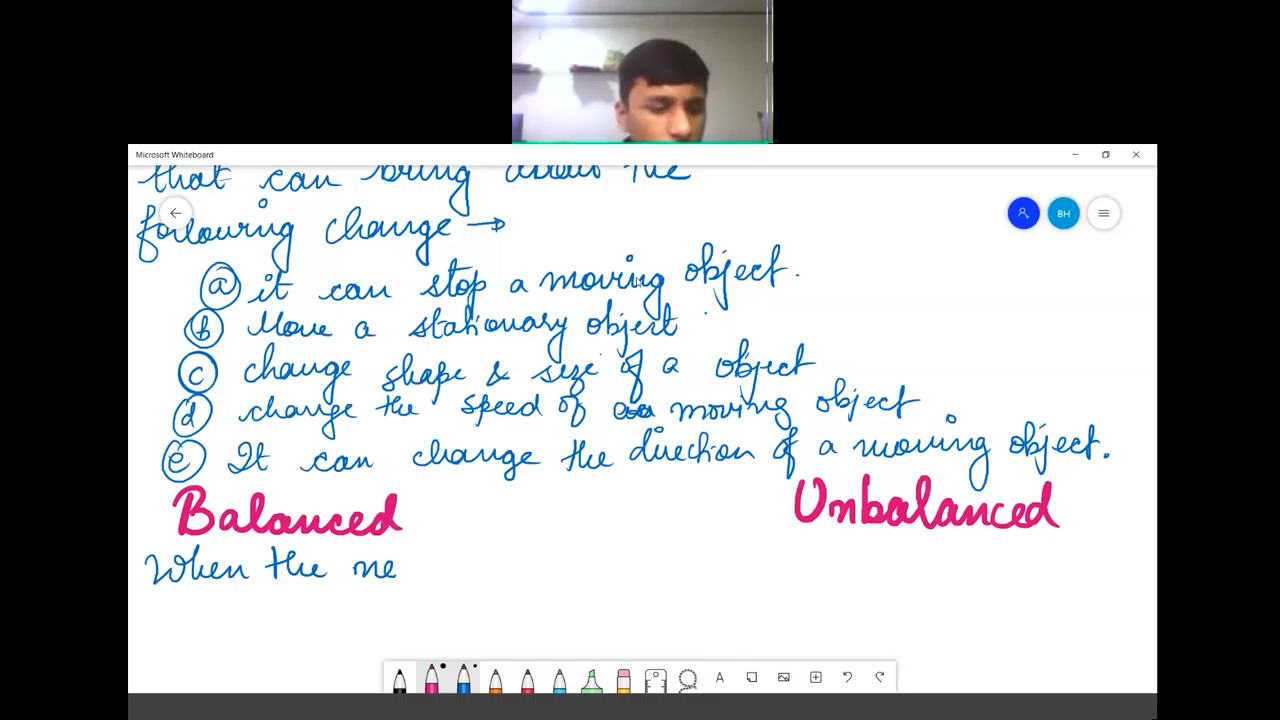 Microsoft Whiteboard
that can bring about the
following change →
BH
(a) it can stop a moving object.
(b) Move a stationary object
(c) change shape & size of a object
(d) change the speed of a moving object
(e) It can change the direction of a moving object.
Balanced Unbalanced
When the ne
A